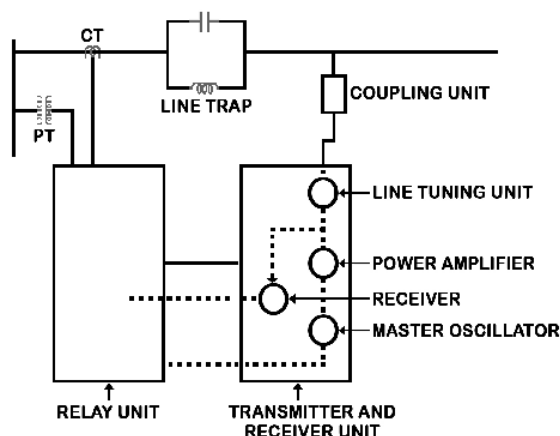 CT
LINE TRAP
COUPLING UNIT
PT
LINE TUNING UNIT
POWER AMPLIFIER
RECEIVER
MASTER OSCILLATOR
RELAY UNIT
TRANSMITTER AND
RECEIVER UNIT